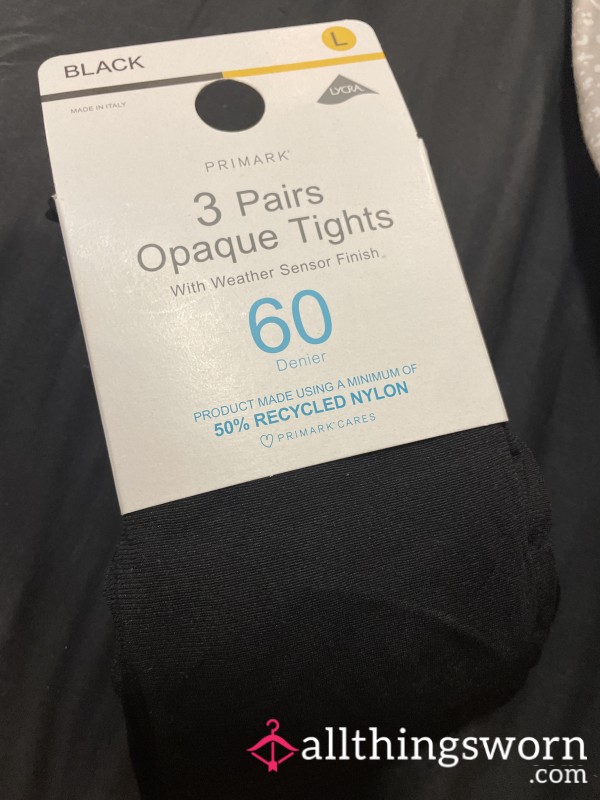 BLACK
L
MADE IN ITALY
LYCRA
PRIMARK®
3 Pairs
Opaque Tights
With Weather Sensor Finish™
60
Denier
PRODUCT MADE USING A MINIMUM OF
50% RECYCLED NYLON
PRIMARK® CARES
allthingsworn
.com